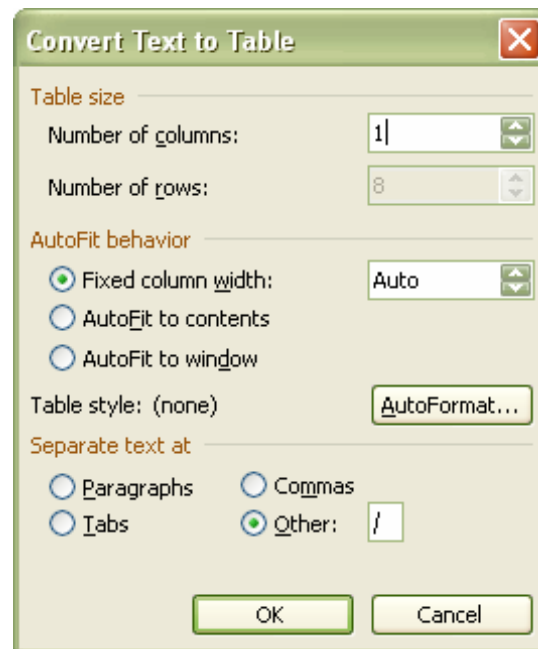 Convert Text to Table
Table size
Number of columns: 1
Number of rows: 8
AutoFit behavior
Fixed column width: Auto
AutoFit to contents
AutoFit to window
Table style: (none) AutoFormat...
Separate text at
Paragraphs Commas
Tabs Other: /
OK Cancel